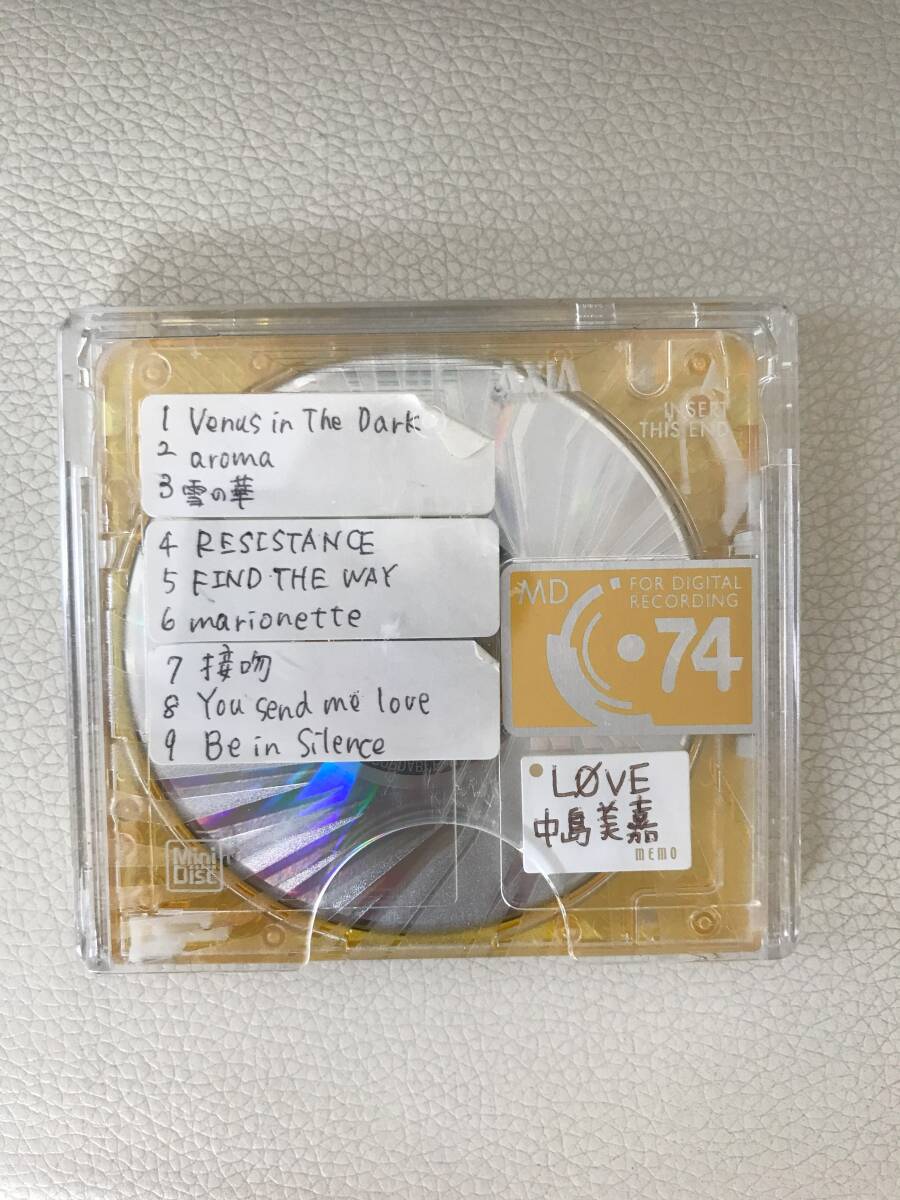 INSERT
THIS END
1 Venus in The Dark
2 aroma
3 雪の華
4 RESISTANCE
5 FIND THE WAY
6 marionette
7 接吻
8 You send me love
9 Be in Silence
MD
FOR DIGITAL
RECORDING
74
LØVE
中島美嘉
MEMO
Mini
Disc